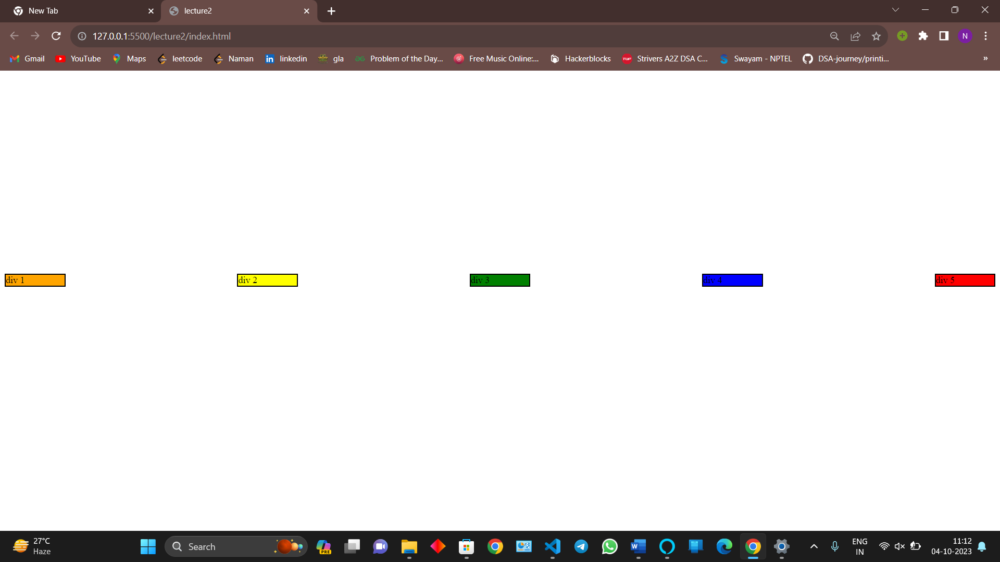 New Tab
lecture2
127.0.0.1:5500/lecture2/index.html
N
Gmail
YouTube
Maps
leetcode
Naman
linkedin
gla
Problem of the Day...
Free Music Online:...
Hackerblocks
Strivers A2Z DSA C...
Swayam - NPTEL
DSA-journey/printi...
»
div 1
div 2
div 3
div 4
div 5
27°C
Haze
Search
PRE
ENG
IN
11:12
04-10-2023